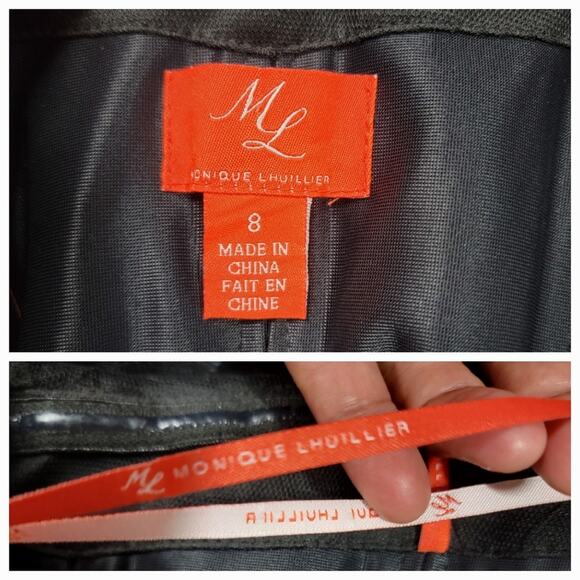 ML
MONIQUE LHUILLIER
8
MADE IN
CHINA
FAIT EN
CHINE
ML MONIQUE LHUILLIER